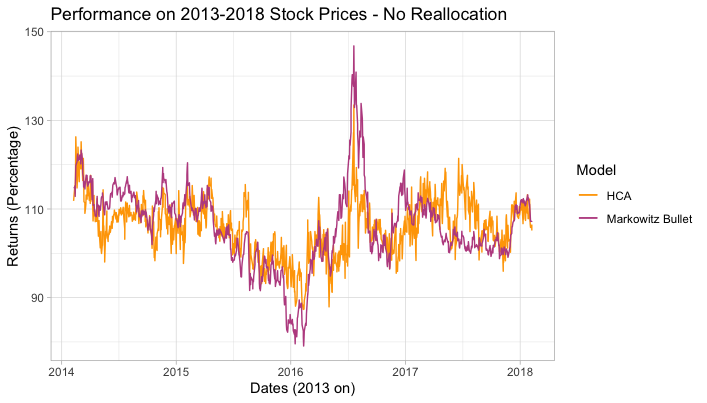 Performance on 2013-2018 Stock Prices - No Reallocation
150
130
110
90
Returns (Percentage)
2014 2015 2016 2017 2018
Dates (2013 on)
Model
HCA
Markowitz Bullet